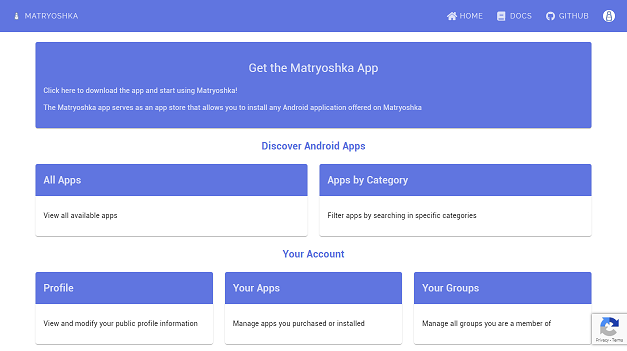 MATRYOSHKA
HOME
DOCS
GITHUB
Get the Matryoshka App
Click here to download the app and start using Matryoshka!
The Matryoshka app serves as an app store that allows you to install any Android application offered on Matryoshka
Discover Android Apps
All Apps
View all available apps
Apps by Category
Filter apps by searching in specific categories
Your Account
Profile
View and modify your public profile information
Your Apps
Manage apps you purchased or installed
Your Groups
Manage all groups you are a member of
Privacy - Terms